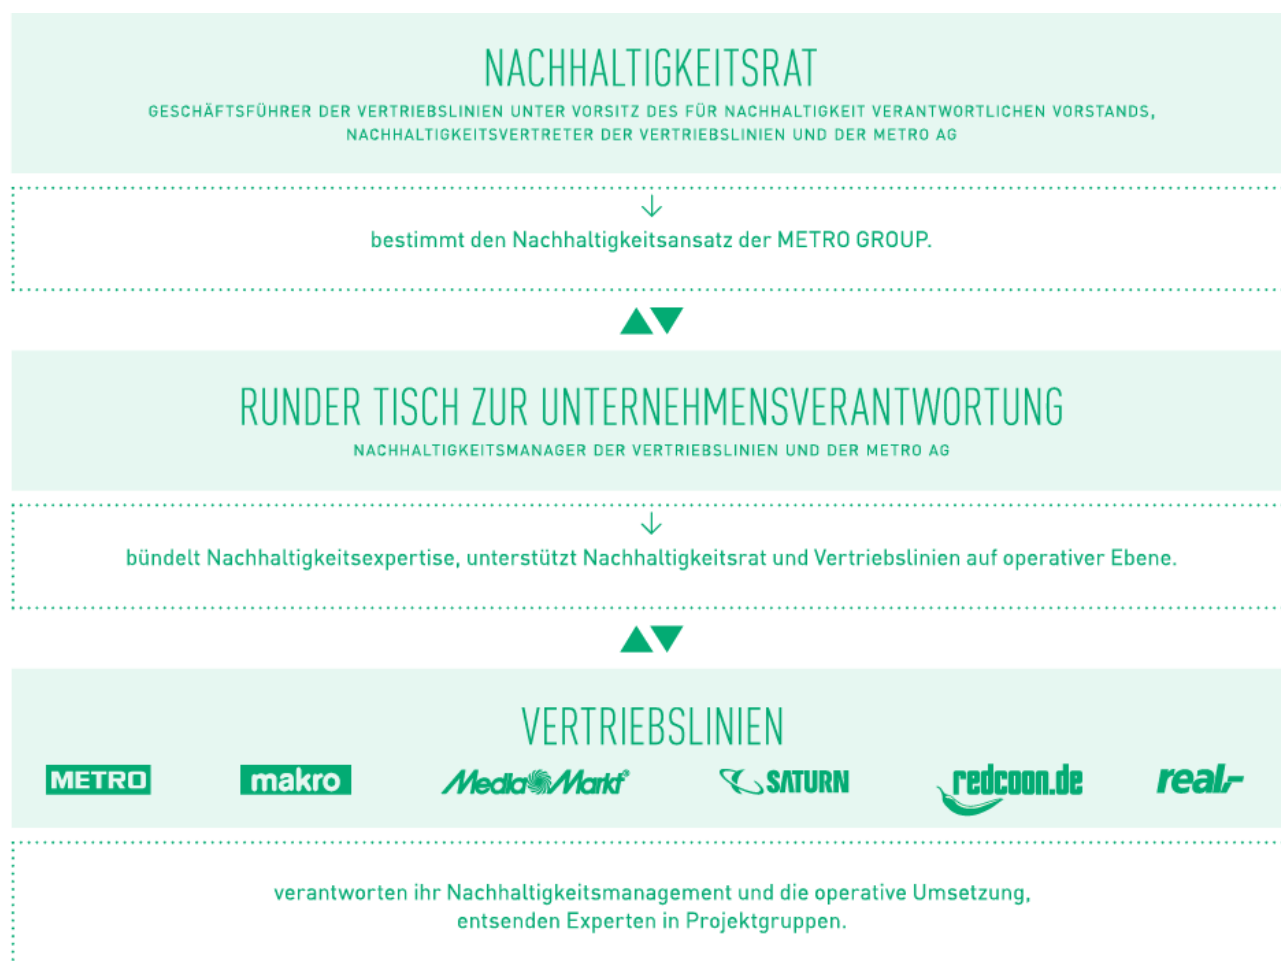 NACHHALTIGKEITSRAT
GESCHÄFTSFÜHRER DER VERTRIEBSLINIEN UNTER VORSITZ DES FÜR NACHHALTIGKEIT VERANTWORTLICHEN VORSTANDS,
NACHHALTIGKEITSVERTRETER DER VERTRIEBSLINIEN UND DER METRO AG
bestimmt den Nachhaltigkeitsansatz der METRO GROUP.
RUNDER TISCH ZUR UNTERNEHMENSVERANTWORTUNG
NACHHALTIGKEITSMANAGER DER VERTRIEBSLINIEN UND DER METRO AG
bündelt Nachhaltigkeitsexpertise, unterstützt Nachhaltigkeitsrat und Vertriebslinien auf operativer Ebene.
VERTRIEBSLINIEN
METRO makro Media Markt® SATURN redcoon.de real,-
verantworten ihr Nachhaltigkeitsmanagement und die operative Umsetzung,
entsenden Experten in Projektgruppen.